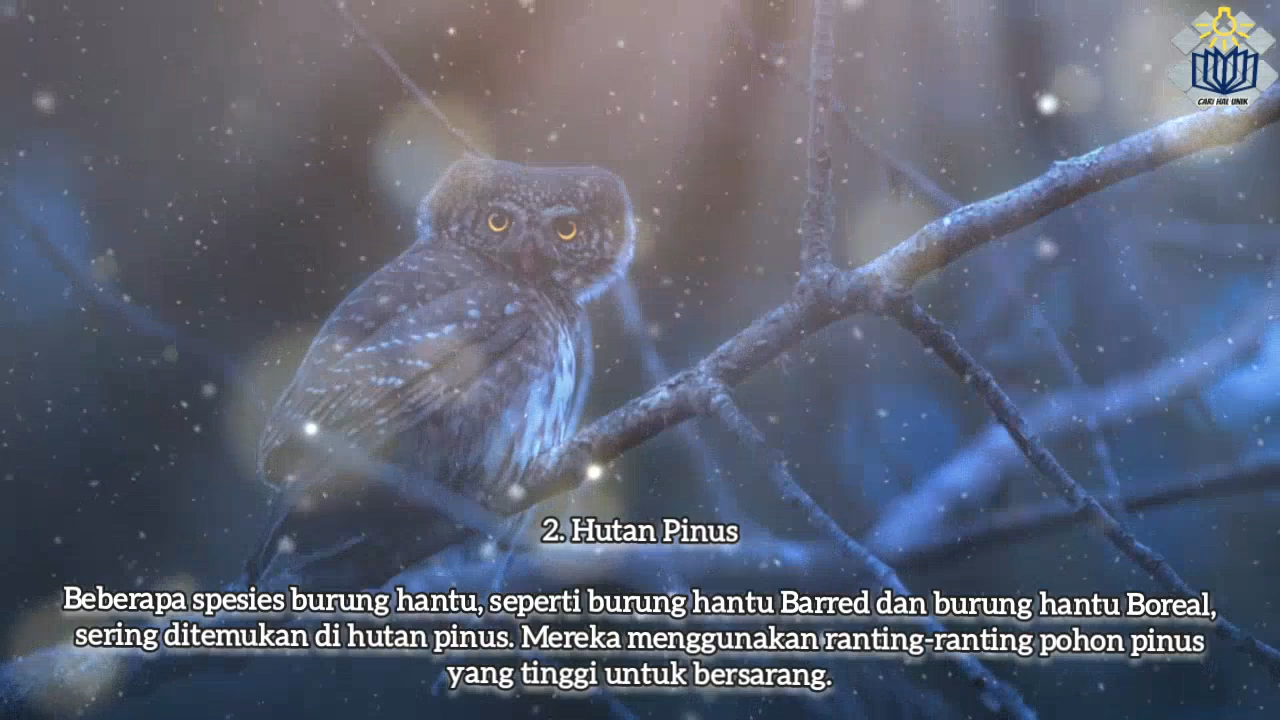 CARI HAL UNIK
2. Hutan Pinus
Beberapa spesies burung hantu, seperti burung hantu Barred dan burung hantu Boreal,
sering ditemukan di hutan pinus. Mereka menggunakan ranting-ranting pohon pinus
yang tinggi untuk bersarang.